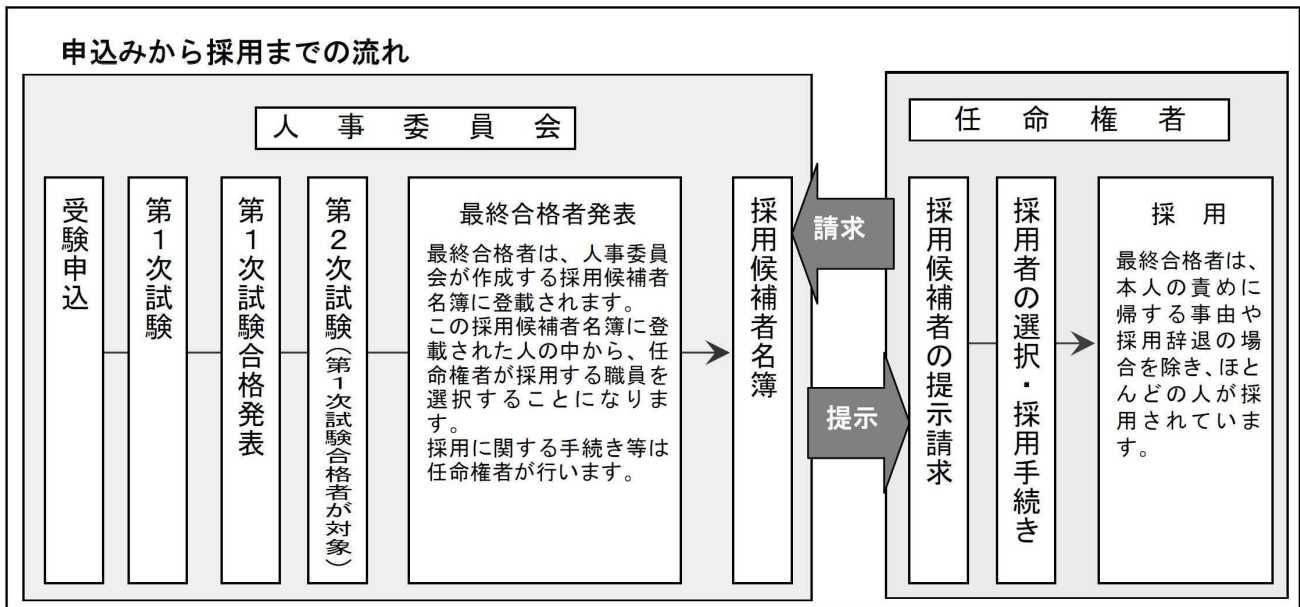 申込みから採用までの流れ
人事委員会
受験申込
第1次試験
第1次試験合格発表
第2次試験(第1次試験合格者が対象)
最終合格者発表
最終合格者は、人事委員
会が作成する採用候補者
名簿に登載されます。
この採用候補者名簿に登
載された人の中から、任
命権者が採用する職員を
選択することになりま
す。
採用に関する手続き等は
任命権者が行います。
採用候補者名簿
請求
提示
任命権者
採用候補者の提示請求
採用者の選択・採用手続き
採用
最終合格者は、
本人の責めに
帰する事由や
採用辞退の場
合を除き、ほと
んどの人が採
用されていま
す。